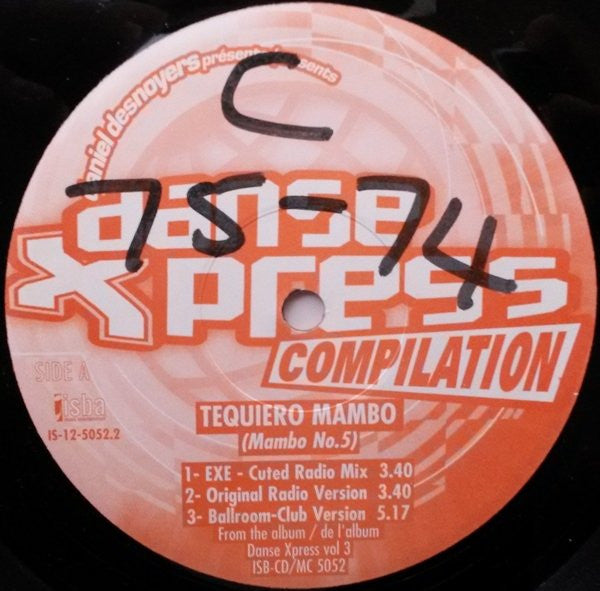 daniel desnoyers présente/presents
C
75-74
danse
xpress
COMPILATION
SIDE A
isba
IS-12-5052.2
TEQUIERO MAMBO
(Mambo No.5)
1- EXE - Cuted Radio Mix 3.40
2- Original Radio Version 3.40
3- Ballroom-Club Version 5.17
From the album / de l'album
Danse Xpress vol 3
ISB-CD/MC 5052